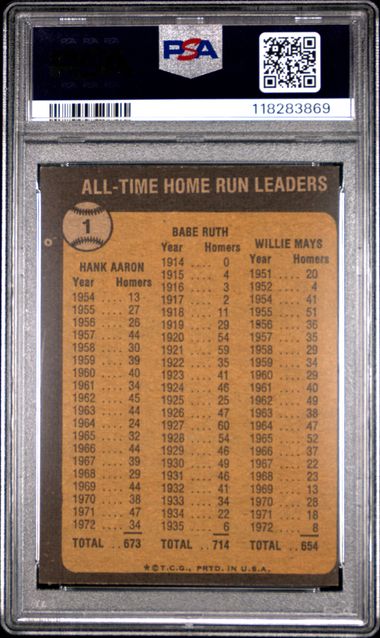 PSA
118283869
ALL-TIME HOME RUN LEADERS
1
HANK AARON
Year Homers
1954 .... 13
1955 .... 27
1956 .... 26
1957 .... 44
1958 .... 30
1959 .... 39
1960 .... 40
1961 .... 34
1962 .... 45
1963 .... 44
1964 .... 24
1965 .... 32
1966 .... 44
1967 .... 39
1968 .... 29
1969 .... 44
1970 .... 38
1971 .... 47
1972 .... 34
TOTAL .. 673
BABE RUTH
Year Homers
1914 .... 0
1915 .... 4
1916 .... 3
1917 .... 2
1918 .... 11
1919 .... 29
1920 .... 54
1921 .... 59
1922 .... 35
1923 .... 41
1924 .... 46
1925 .... 25
1926 .... 47
1927 .... 60
1928 .... 54
1929 .... 46
1930 .... 49
1931 .... 46
1932 .... 41
1933 .... 34
1934 .... 22
1935 .... 6
TOTAL .. 714
WILLIE MAYS
Year Homers
1951 .... 20
1952 .... 4
1954 .... 41
1955 .... 51
1956 .... 36
1957 .... 35
1958 .... 29
1959 .... 34
1960 .... 29
1961 .... 40
1962 .... 49
1963 .... 38
1964 .... 47
1965 .... 52
1966 .... 37
1967 .... 22
1968 .... 23
1969 .... 13
1970 .... 28
1971 .... 18
1972 .... 8
TOTAL .. 654
★ © T.C.G., PRTD. IN U.S.A.